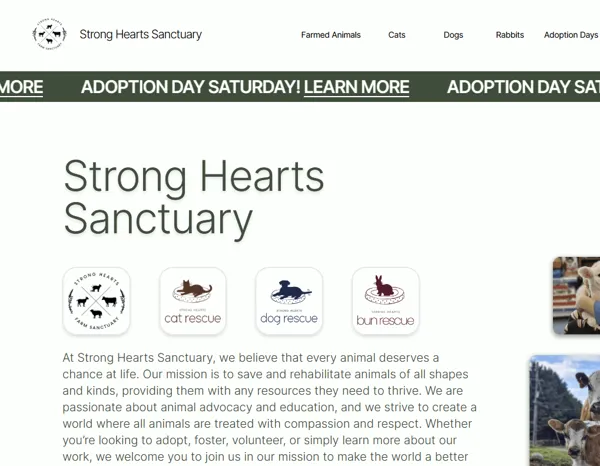 Strong Hearts Sanctuary
Farmed Animals Cats Dogs Rabbits Adoption Days
MORE ADOPTION DAY SATURDAY! LEARN MORE ADOPTION DAY SAT
Strong Hearts
Sanctuary
STRONG HEARTS
FARM SANCTUARY
STRONG HEARTS
cat rescue
STRONG HEARTS
dog rescue
STRONG HEARTS
bun rescue
At Strong Hearts Sanctuary, we believe that every animal deserves a
chance at life. Our mission is to save and rehabilitate animals of all shapes
and kinds, providing them with any resources they need to thrive. We are
passionate about animal advocacy and education, and we strive to create a
world where all animals are treated with compassion and respect. Whether
you’re looking to adopt, foster, volunteer, or simply learn more about our
work, we welcome you to join us in our mission to make the world a better